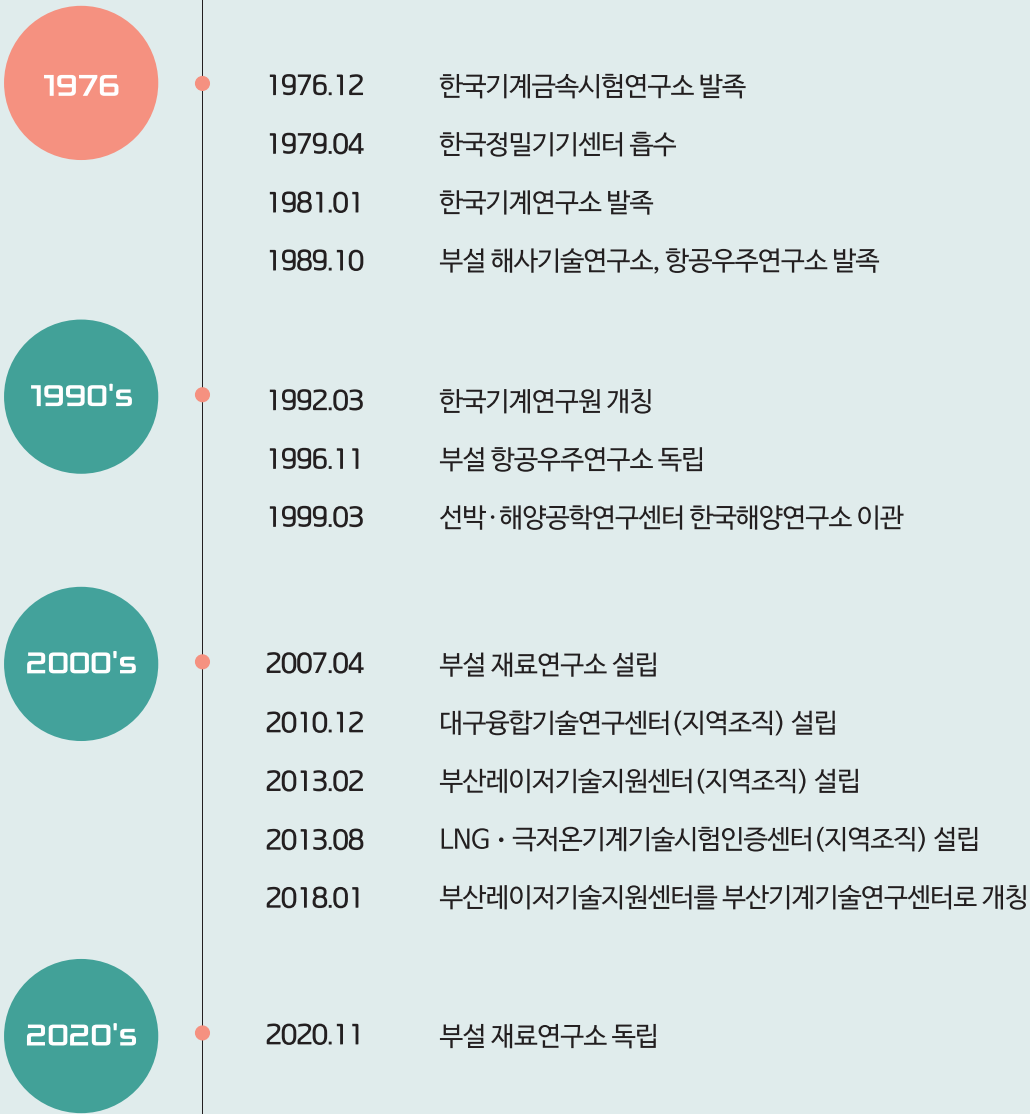 1976
1976.12 한국기계금속시험연구소 발족
1979.04 한국정밀기기센터 흡수
1981.01 한국기계연구소 발족
1989.10 부설 해사기술연구소, 항공우주연구소 발족
1990's
1992.03 한국기계연구원 개칭
1996.11 부설 항공우주연구소 독립
1999.03 선박·해양공학연구센터 한국해양연구소 이관
2000's
2007.04 부설 재료연구소 설립
2010.12 대구융합기술연구센터(지역조직) 설립
2013.02 부산레이저기술지원센터(지역조직) 설립
2013.08 LNG·극저온기계기술시험인증센터(지역조직) 설립
2018.01 부산레이저기술지원센터를 부산기계기술연구센터로 개칭
2020's
2020.11 부설 재료연구소 독립